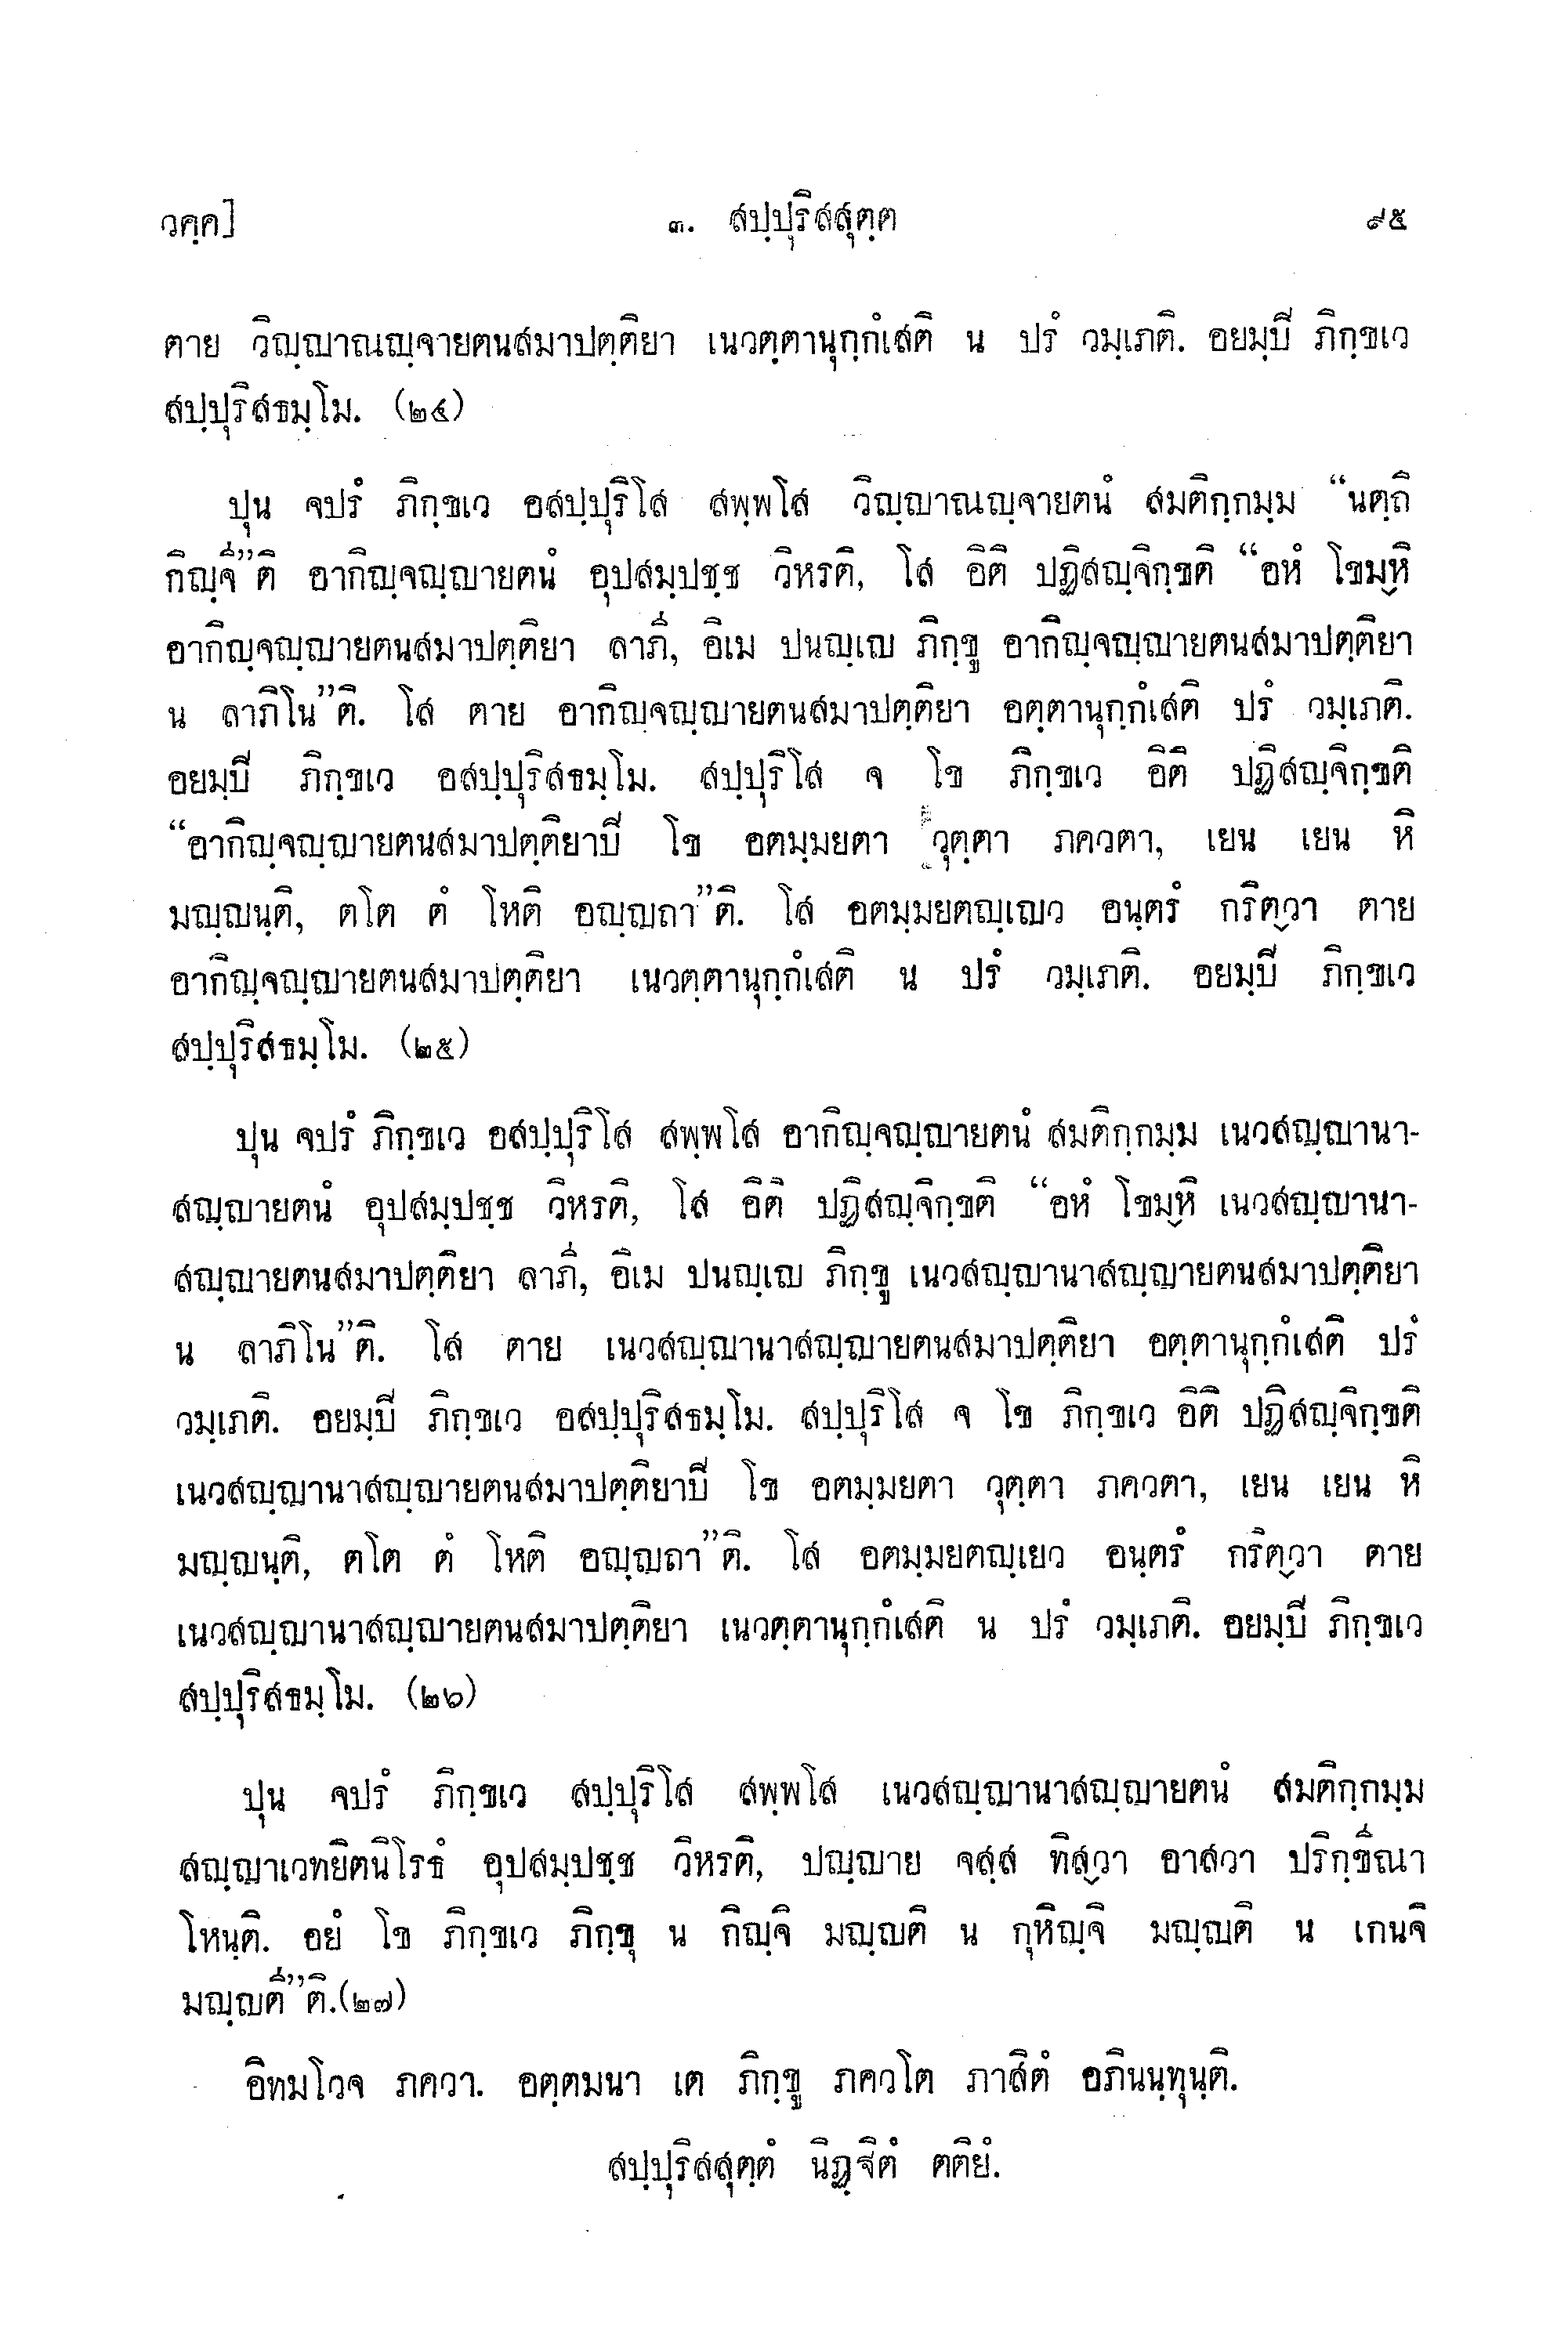 วคฺค]
๓. สปฺปุริสสุตฺต
๙๕
ตาย วิญฺญาณญฺจายตนสมาปตฺติยา เนวตฺตานุกฺกํเสติ น ปรํ วมฺเภติ. อยมฺปี ภิกฺขเว
สปฺปุริสธมฺโม. (๒๔)
ปุน จปรํ ภิกฺขเว อสปฺปุริโส สพฺพโส วิญฺญาณญฺจายตนํ สมติกฺกมฺม “นตฺถิ
กิญฺจี”ติ อากิญฺจญฺญายตนํ อุปสมฺปชฺช วิหรติ, โส อิติ ปฏิสญฺจิกฺขติ “อหํ โขมฺหิ
อากิญฺจญฺญายตนสมาปตฺติยา ลาภี, อิเม ปนญฺเญ ภิกฺขู อากิญฺจญฺญายตนสมาปตฺติยา
น ลาภิโน”ติ. โส ตาย อากิญฺจญฺญายตนสมาปตฺติยา อตฺตานุกฺกํเสติ ปรํ วมฺเภติ.
อยมฺปี ภิกฺขเว อสปฺปุริสธมฺโม. สปฺปุริโส จ โข ภิกฺขเว อิติ ปฏิสญฺจิกฺขติ
“อากิญฺจญฺญายตนสมาปตฺติยาปี โข อตมฺมยตา วุตฺตา ภควตา, เยน เยน หิ
มญฺญนฺติ, ตโต ตํ โหติ อญฺญถา”ติ. โส อตมฺมยตญฺเญว อนฺตรํ กริตฺวา ตาย
อากิญฺจญฺญายตนสมาปตฺติยา เนวตฺตานุกฺกํเสติ น ปรํ วมฺเภติ. อยมฺปี ภิกฺขเว
สปฺปุริสธมฺโม. (๒๕)
ปุน จปรํ ภิกฺขเว อสปฺปุริโส สพฺพโส อากิญฺจญฺญายตนํ สมติกฺกมฺม เนวสญฺญานา-
สญฺญายตนํ อุปสมฺปชฺช วิหรติ, โส อิติ ปฏิสญฺจิกฺขติ “อหํ โขมฺหิ เนวสญฺญานา-
สญฺญายตนสมาปตฺติยา ลาภี, อิเม ปนญฺเญ ภิกฺขู เนวสญฺญานาสญฺญายตนสมาปตฺติยา
น ลาภิโน”ติ. โส ตาย เนวสญฺญานาสญฺญายตนสมาปตฺติยา อตฺตานุกฺกํเสติ ปรํ
วมฺเภติ. อยมฺปี ภิกฺขเว อสปฺปุริสธมฺโม. สปฺปุริโส จ โข ภิกฺขเว อิติ ปฏิสญฺจิกฺขติ
เนวสญฺญานาสญฺญายตนสมาปตฺติยาปี โข อตมฺมยตา วุตฺตา ภควตา, เยน เยน หิ
มญฺญนฺติ, ตโต ตํ โหติ อญฺญถา”ติ. โส อตมฺมยตญฺเยว อนฺตรํ กริตฺวา ตาย
เนวสญฺญานาสญฺญายตนสมาปตฺติยา เนวตฺตานุกฺกํเสติ น ปรํ วมฺเภติ. อยมฺปี ภิกฺขเว
สปฺปุริสธมฺโม. (๒๖)
ปุน จปรํ ภิกฺขเว สปฺปุริโส สพฺพโส เนวสญฺญานาสญฺญายตนํ สมติกฺกมฺม
สญฺญาเวทยิตนิโรธํ อุปสมฺปชฺช วิหรติ, ปญฺญาย จสฺส ทิสฺวา อาสวา ปริกฺขีณา
โหนฺติ. อยํ โข ภิกฺขเว ภิกฺขุ น กิญฺจิ มญฺญติ น กุหิญฺจิ มญฺญติ น เกนจิ
มญฺญตี”ติ.(๒๗)
อิทมโวจ ภควา. อตฺตมนา เต ภิกฺขู ภควโต ภาสิตํ อภินนฺทุนฺติ.
สปฺปุริสสุตฺตํ นิฏฺฐิตํ ตติยํ.